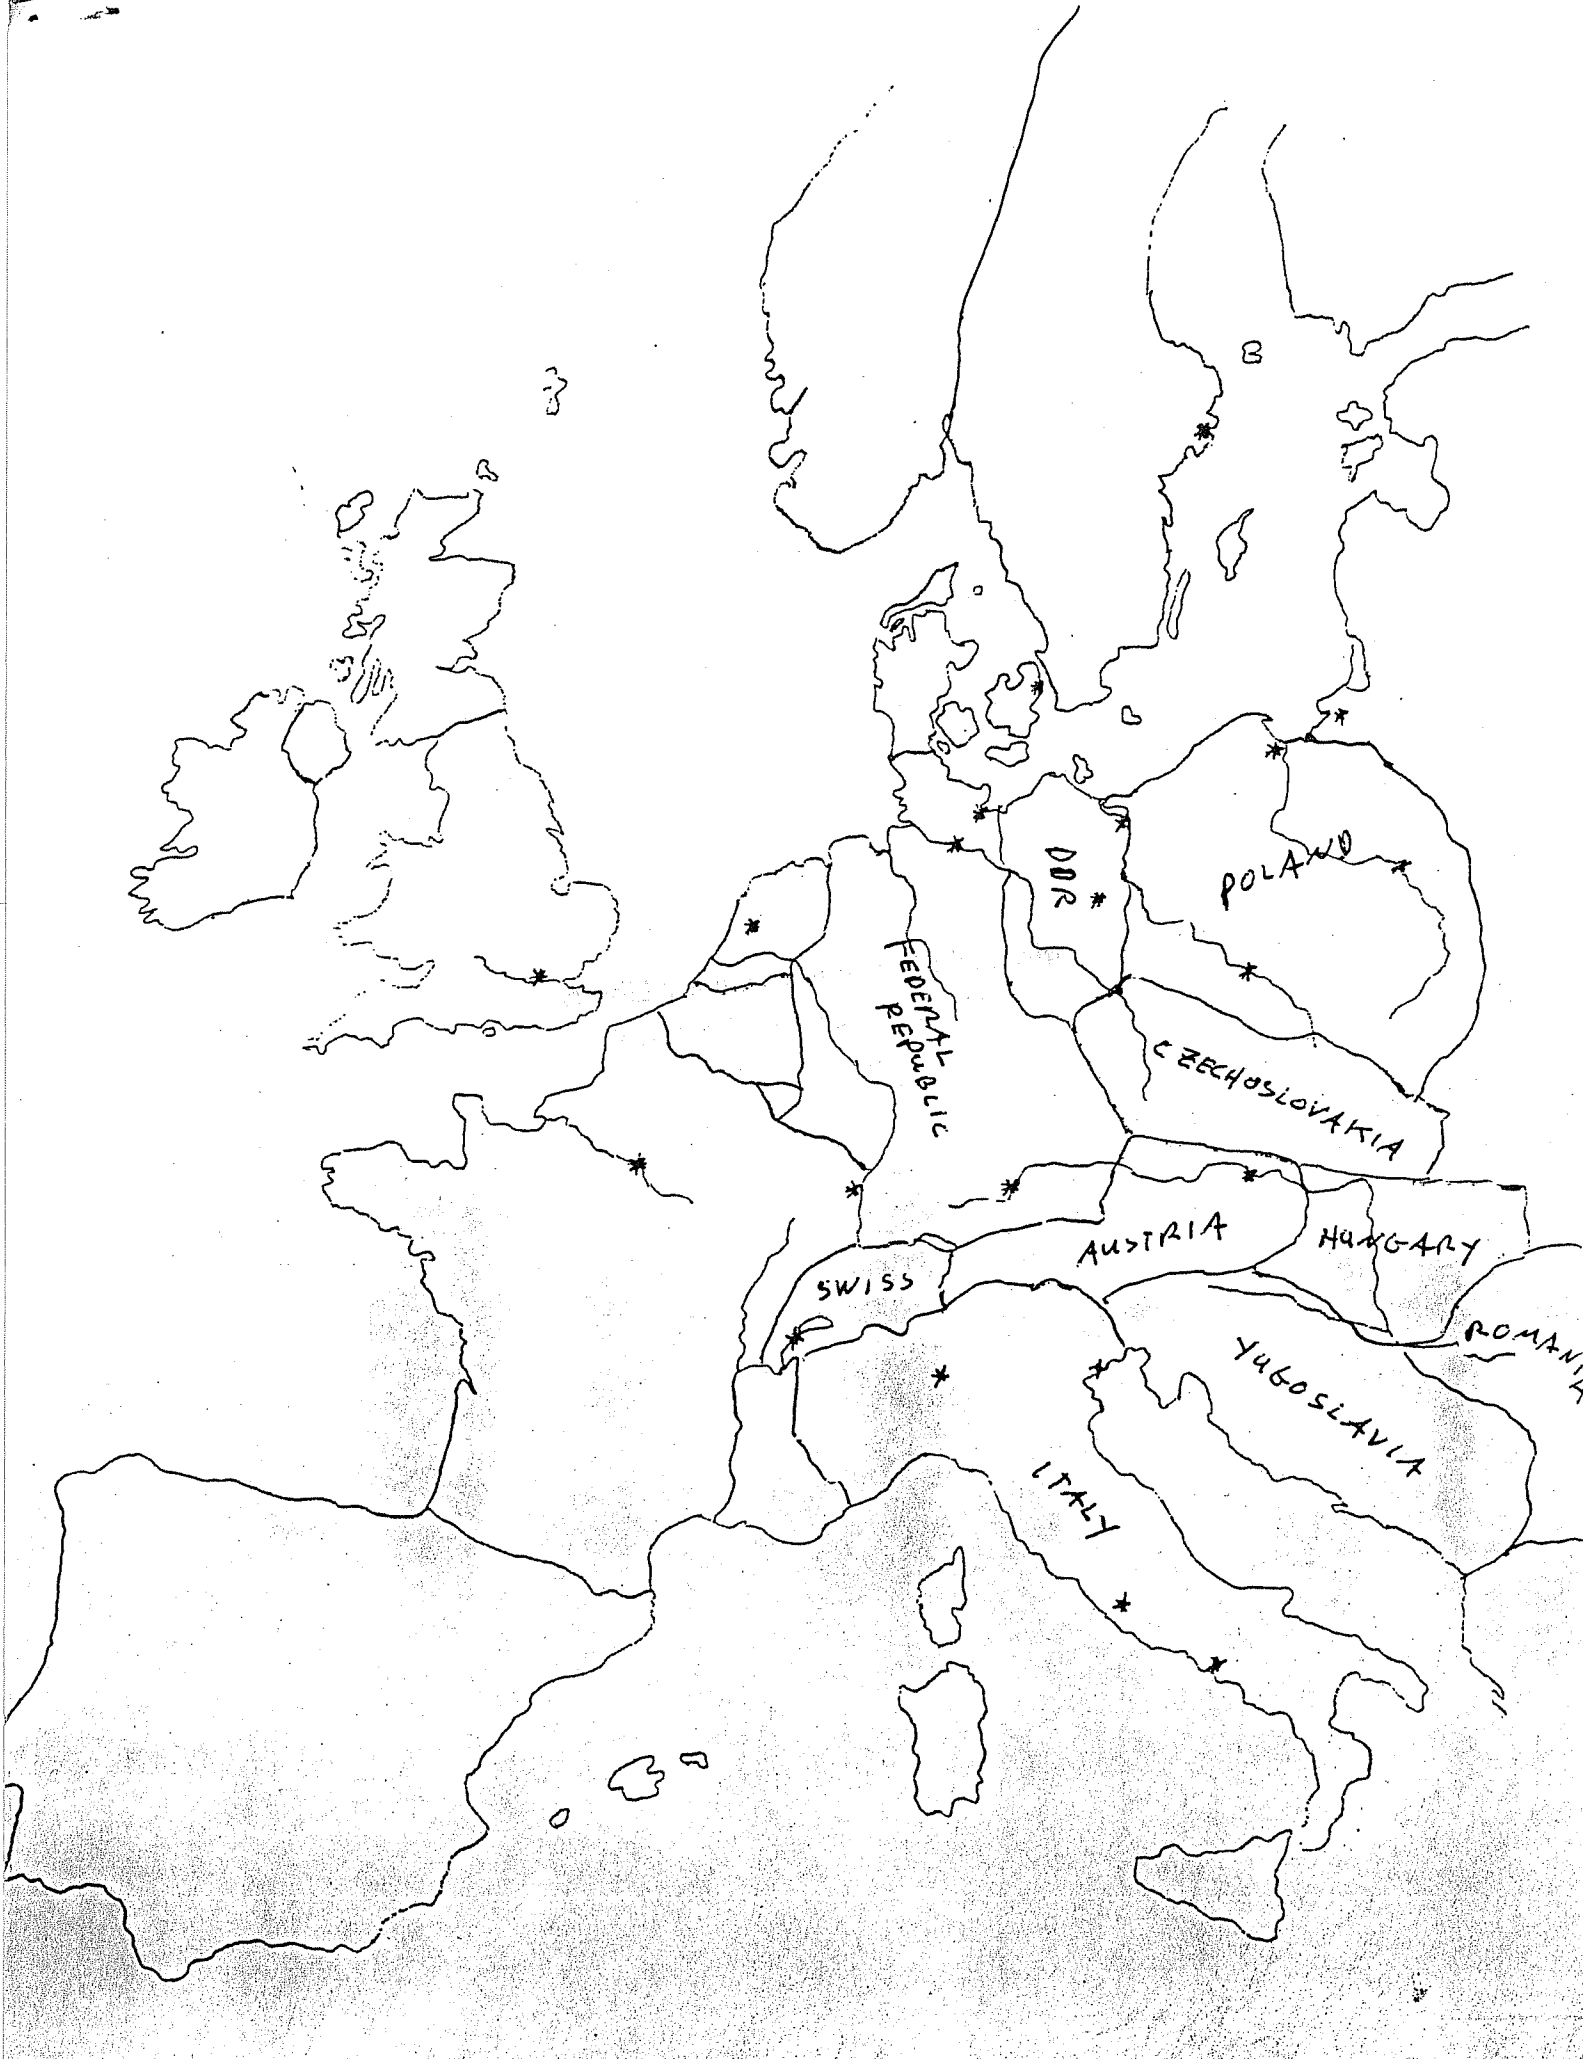 DDR
POLAND
FEDERAL
REPUBLIC
CZECHOSLOVAKIA
AUSTRIA
HUNGARY
SWISS
ROMANIA
YUGOSLAVIA
ITALY